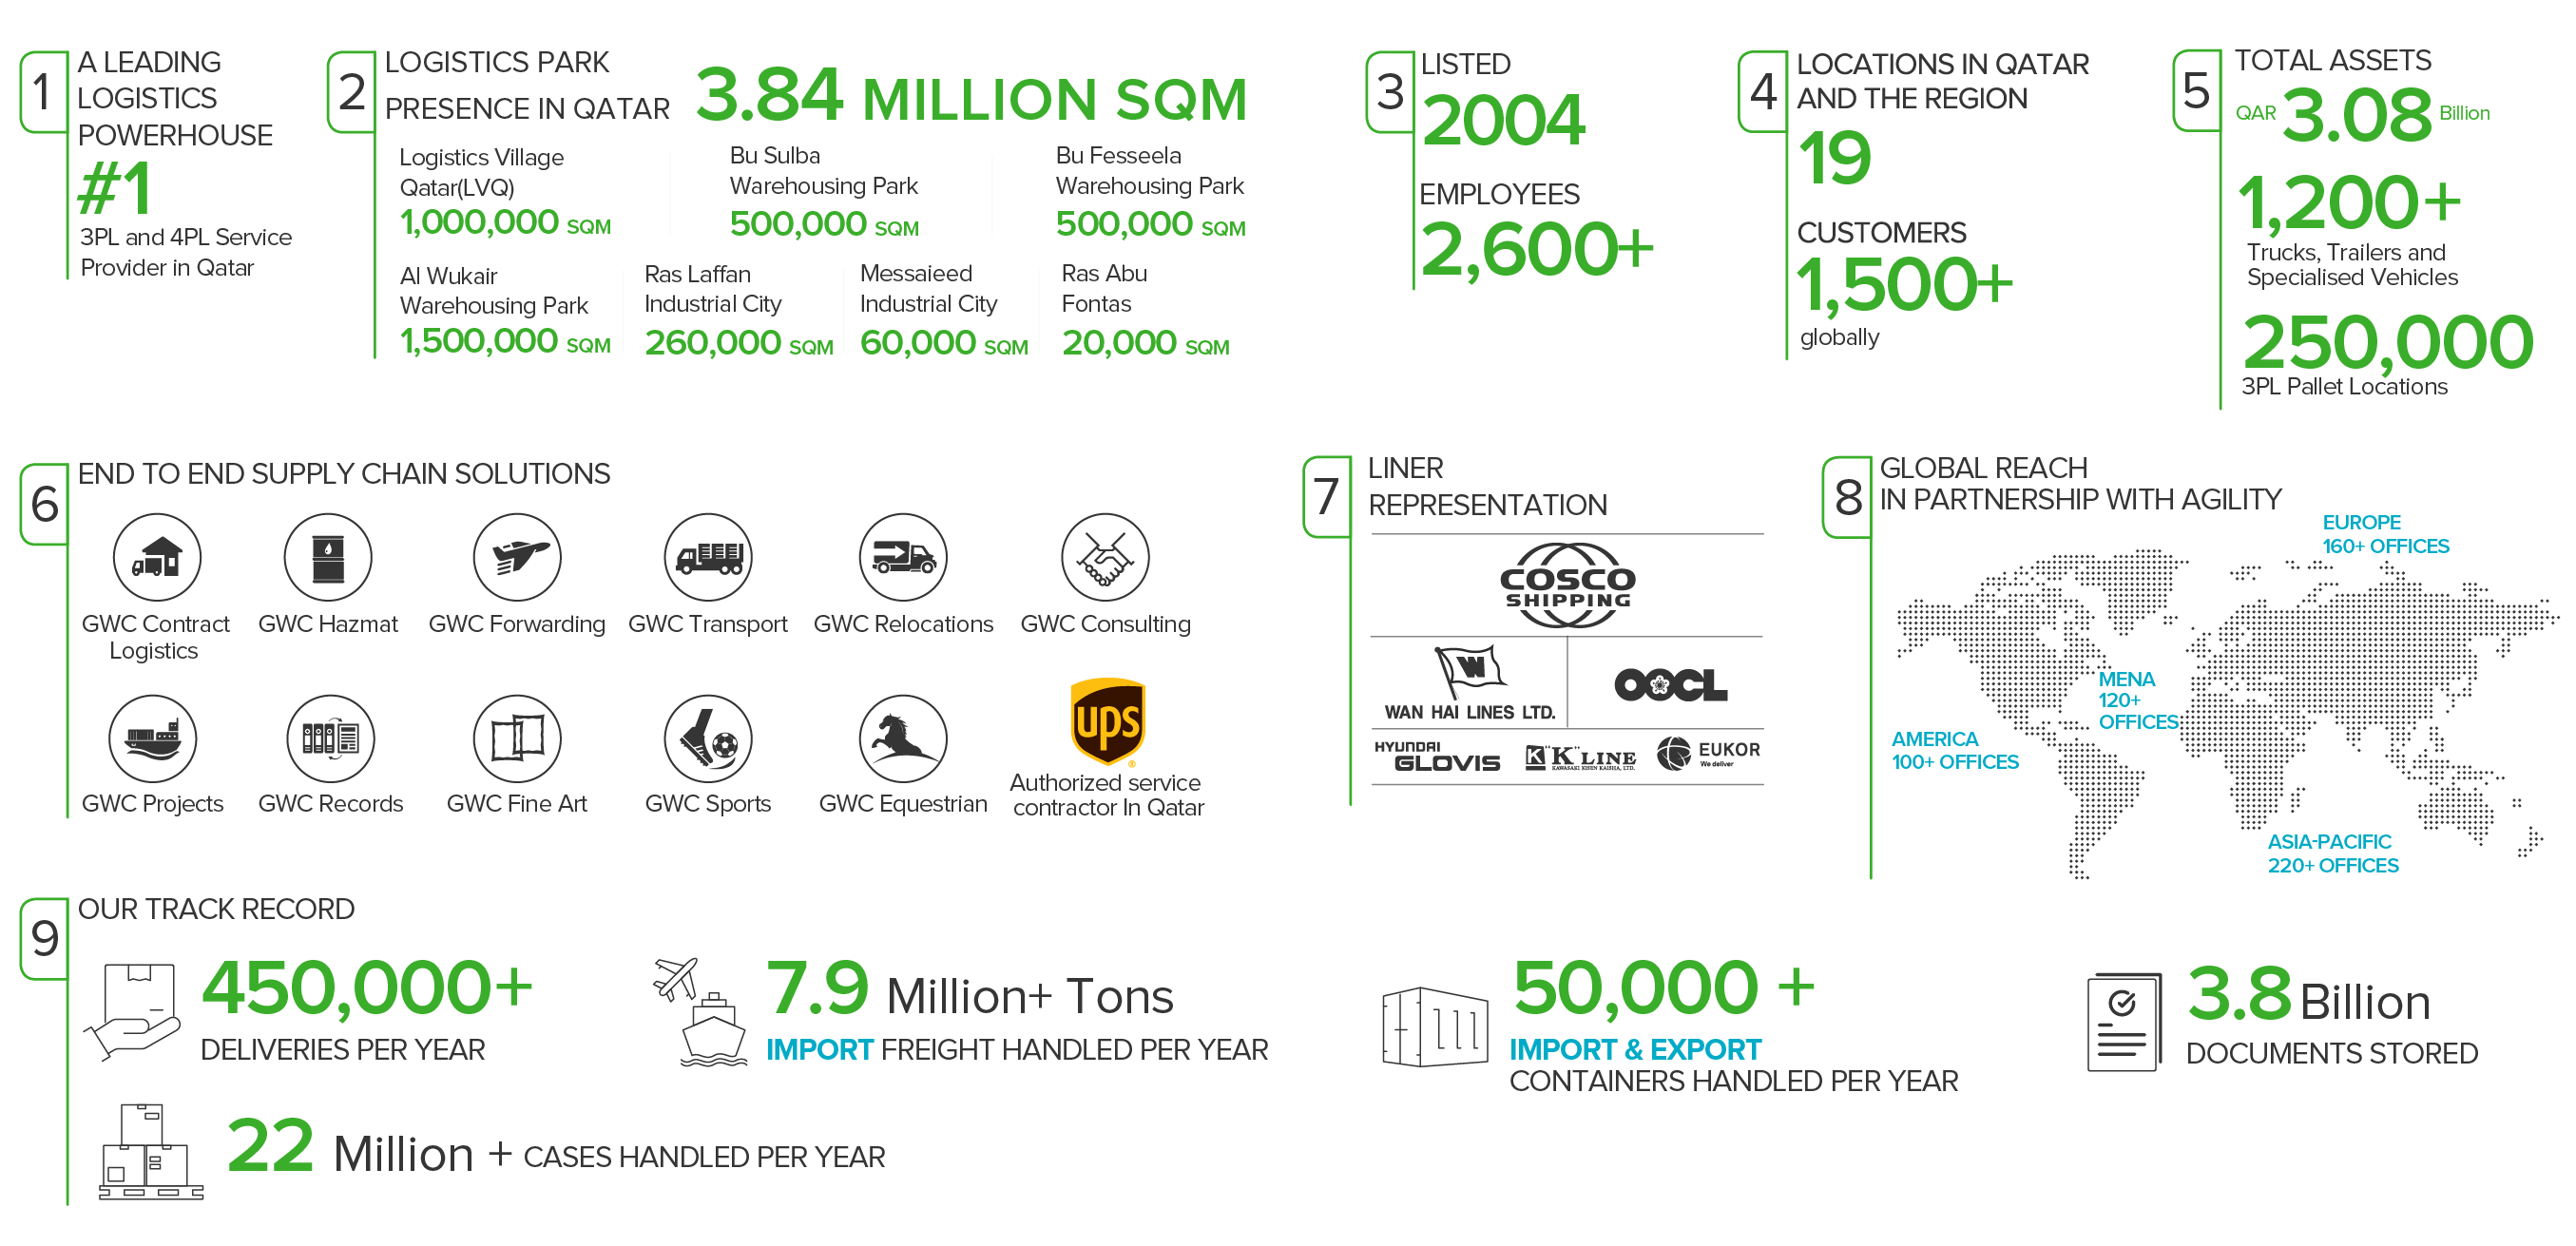 1
A LEADING
LOGISTICS
POWERHOUSE
#1
3PL and 4PL Service
Provider in Qatar
2
LOGISTICS PARK
PRESENCE IN QATAR
3.84 MILLION SQM
Logistics Village
Qatar(LVQ)
1,000,000 SQM
Bu Sulba
Warehousing Park
500,000 SQM
Bu Fesseela
Warehousing Park
500,000 SQM
Al Wukair
Warehousing Park
1,500,000 SQM
Ras Laffan
Industrial City
260,000 SQM
Messaieed
Industrial City
60,000 SQM
Ras Abu
Fontas
20,000 SQM
3
LISTED
2004
EMPLOYEES
2,600+
4
LOCATIONS IN QATAR
AND THE REGION
19
CUSTOMERS
1,500+
globally
5
TOTAL ASSETS
QAR 3.08 Billion
1,200+
Trucks, Trailers and
Specialised Vehicles
250,000
3PL Pallet Locations
6
END TO END SUPPLY CHAIN SOLUTIONS
GWC Contract
Logistics
GWC Hazmat
GWC Forwarding
GWC Transport
GWC Relocations
GWC Consulting
GWC Projects
GWC Records
GWC Fine Art
GWC Sports
GWC Equestrian
ups
Authorized service
contractor In Qatar
7
LINER
REPRESENTATION
COSCO
SHIPPING
W
WAN HAI LINES LTD.
OOCL
HYUNDAI
GLOVIS
K "K" LINE
KAWASAKI KISEN KAISHA, LTD.
EUKOR
We deliver
8
GLOBAL REACH
IN PARTNERSHIP WITH AGILITY
EUROPE
160+ OFFICES
MENA
120+
OFFICES
AMERICA
100+ OFFICES
ASIA-PACIFIC
220+ OFFICES
9
OUR TRACK RECORD
450,000+
DELIVERIES PER YEAR
7.9 Million+ Tons
IMPORT FREIGHT HANDLED PER YEAR
50,000 +
IMPORT & EXPORT
CONTAINERS HANDLED PER YEAR
3.8 Billion
DOCUMENTS STORED
22 Million + CASES HANDLED PER YEAR